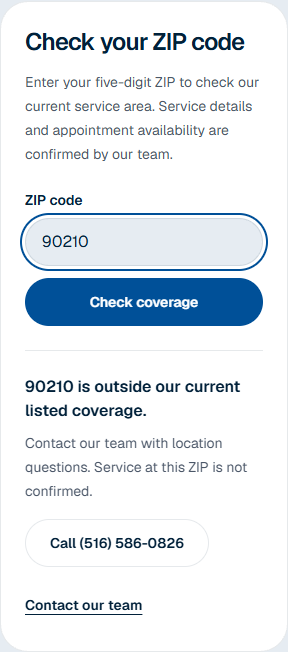 Check your ZIP code
Enter your five-digit ZIP to check our
current service area. Service details
and appointment availability are
confirmed by our team.
ZIP code
90210
Check coverage
90210 is outside our current
listed coverage.
Contact our team with location
questions. Service at this ZIP is not
confirmed.
Call (516) 586-0826
Contact our team